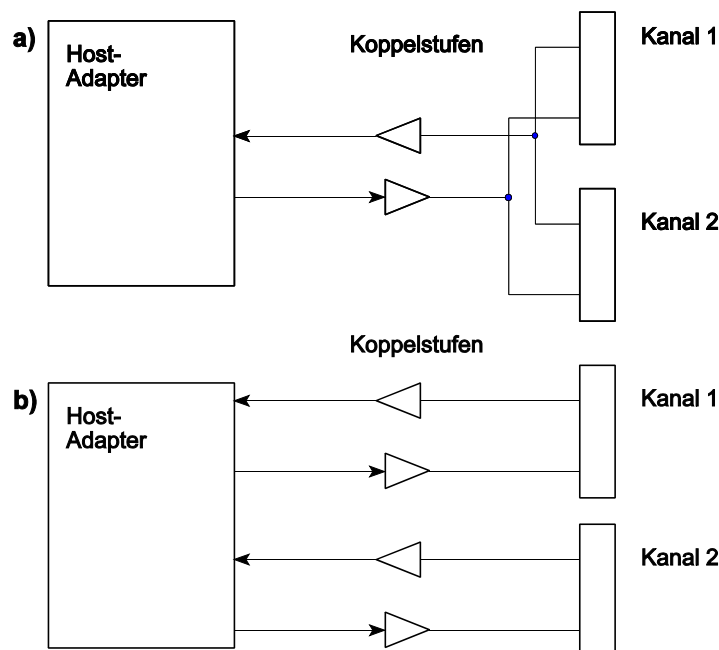 a)
Host-
Adapter
Koppelstufen
Kanal 1
Kanal 2
b)
Host-
Adapter
Koppelstufen
Kanal 1
Kanal 2